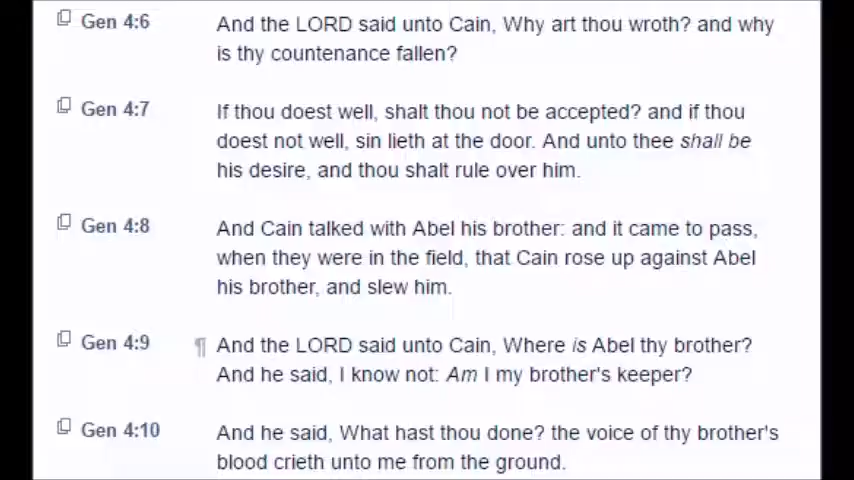 Gen 4:6 And the LORD said unto Cain, Why art thou wroth? and why
is thy countenance fallen?
Gen 4:7 If thou doest well, shalt thou not be accepted? and if thou
doest not well, sin lieth at the door. And unto thee shall be
his desire, and thou shalt rule over him.
Gen 4:8 And Cain talked with Abel his brother: and it came to pass,
when they were in the field, that Cain rose up against Abel
his brother, and slew him.
Gen 4:9 ¶ And the LORD said unto Cain, Where is Abel thy brother?
And he said, I know not: Am I my brother's keeper?
Gen 4:10 And he said, What hast thou done? the voice of thy brother's
blood crieth unto me from the ground.